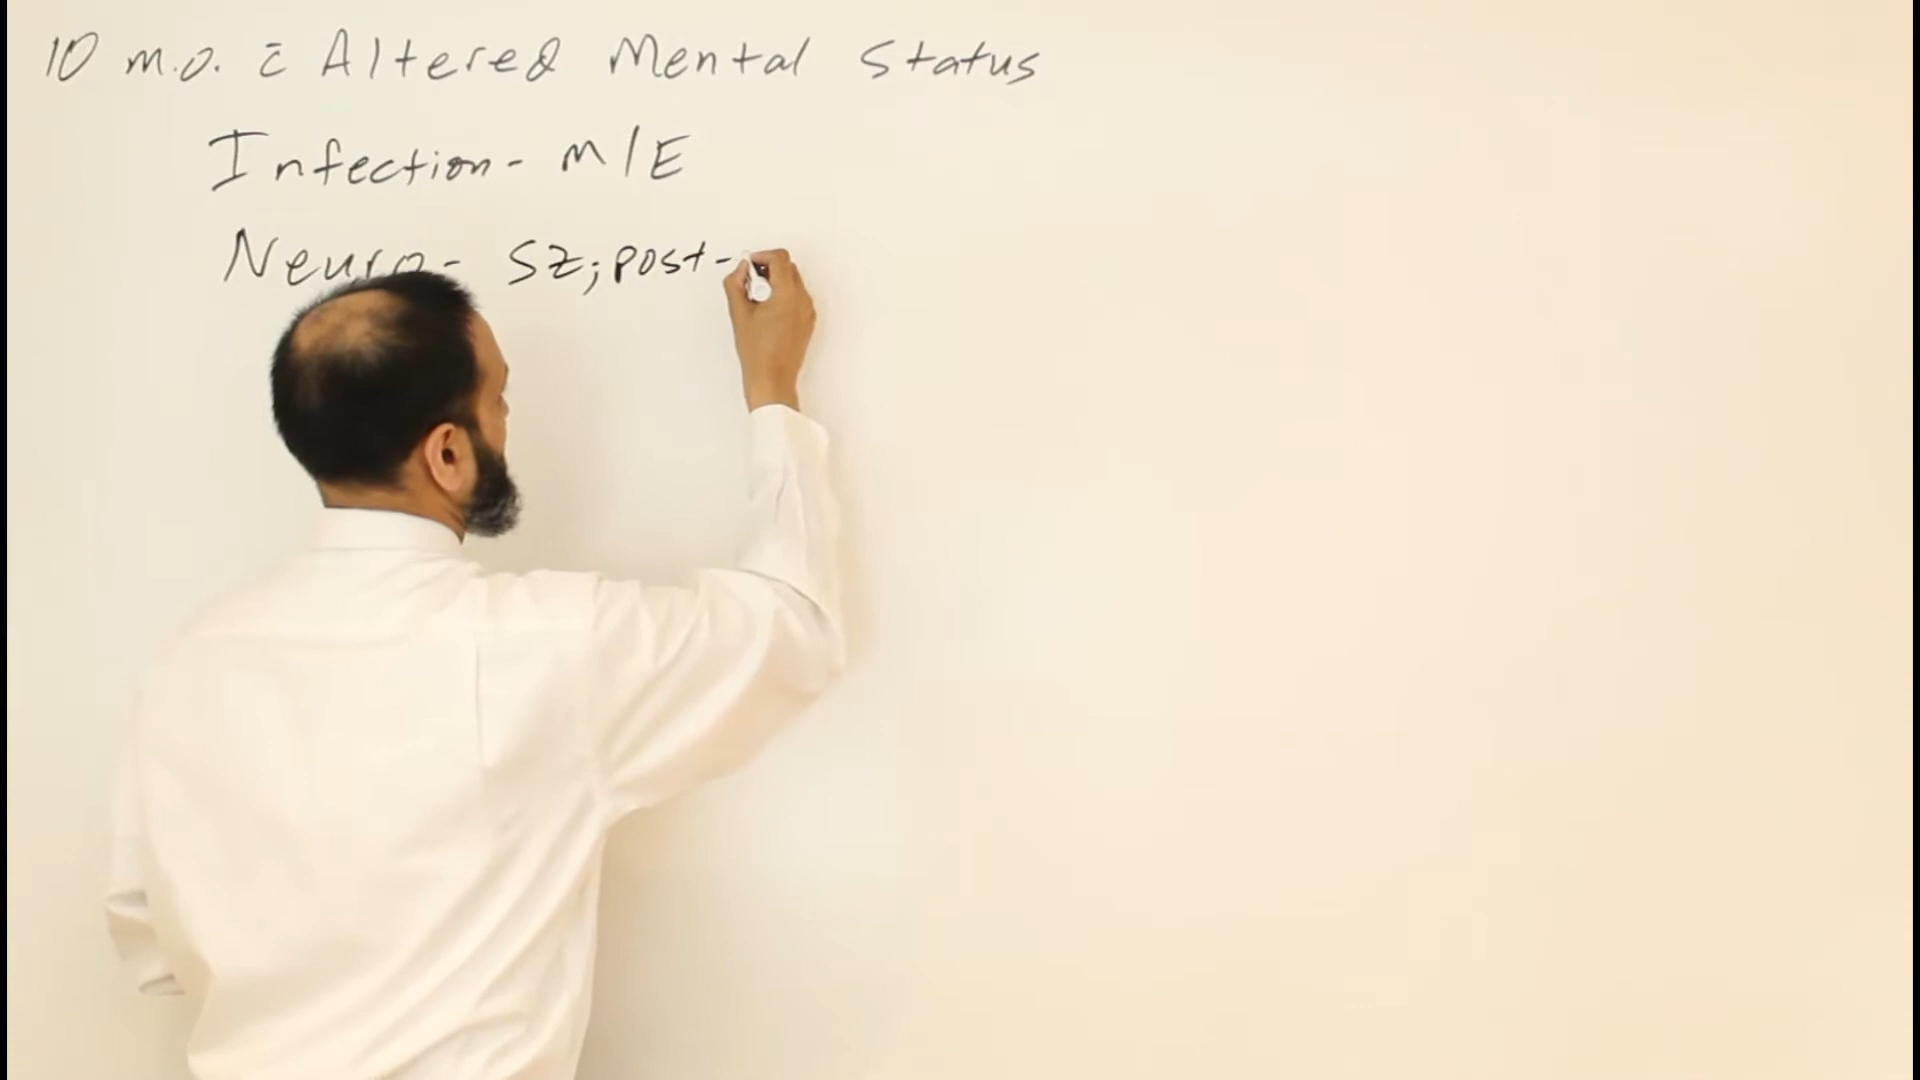 10 m.o. c̄ Altered Mental Status
Infection - M/E
Neuro - Sz; post-